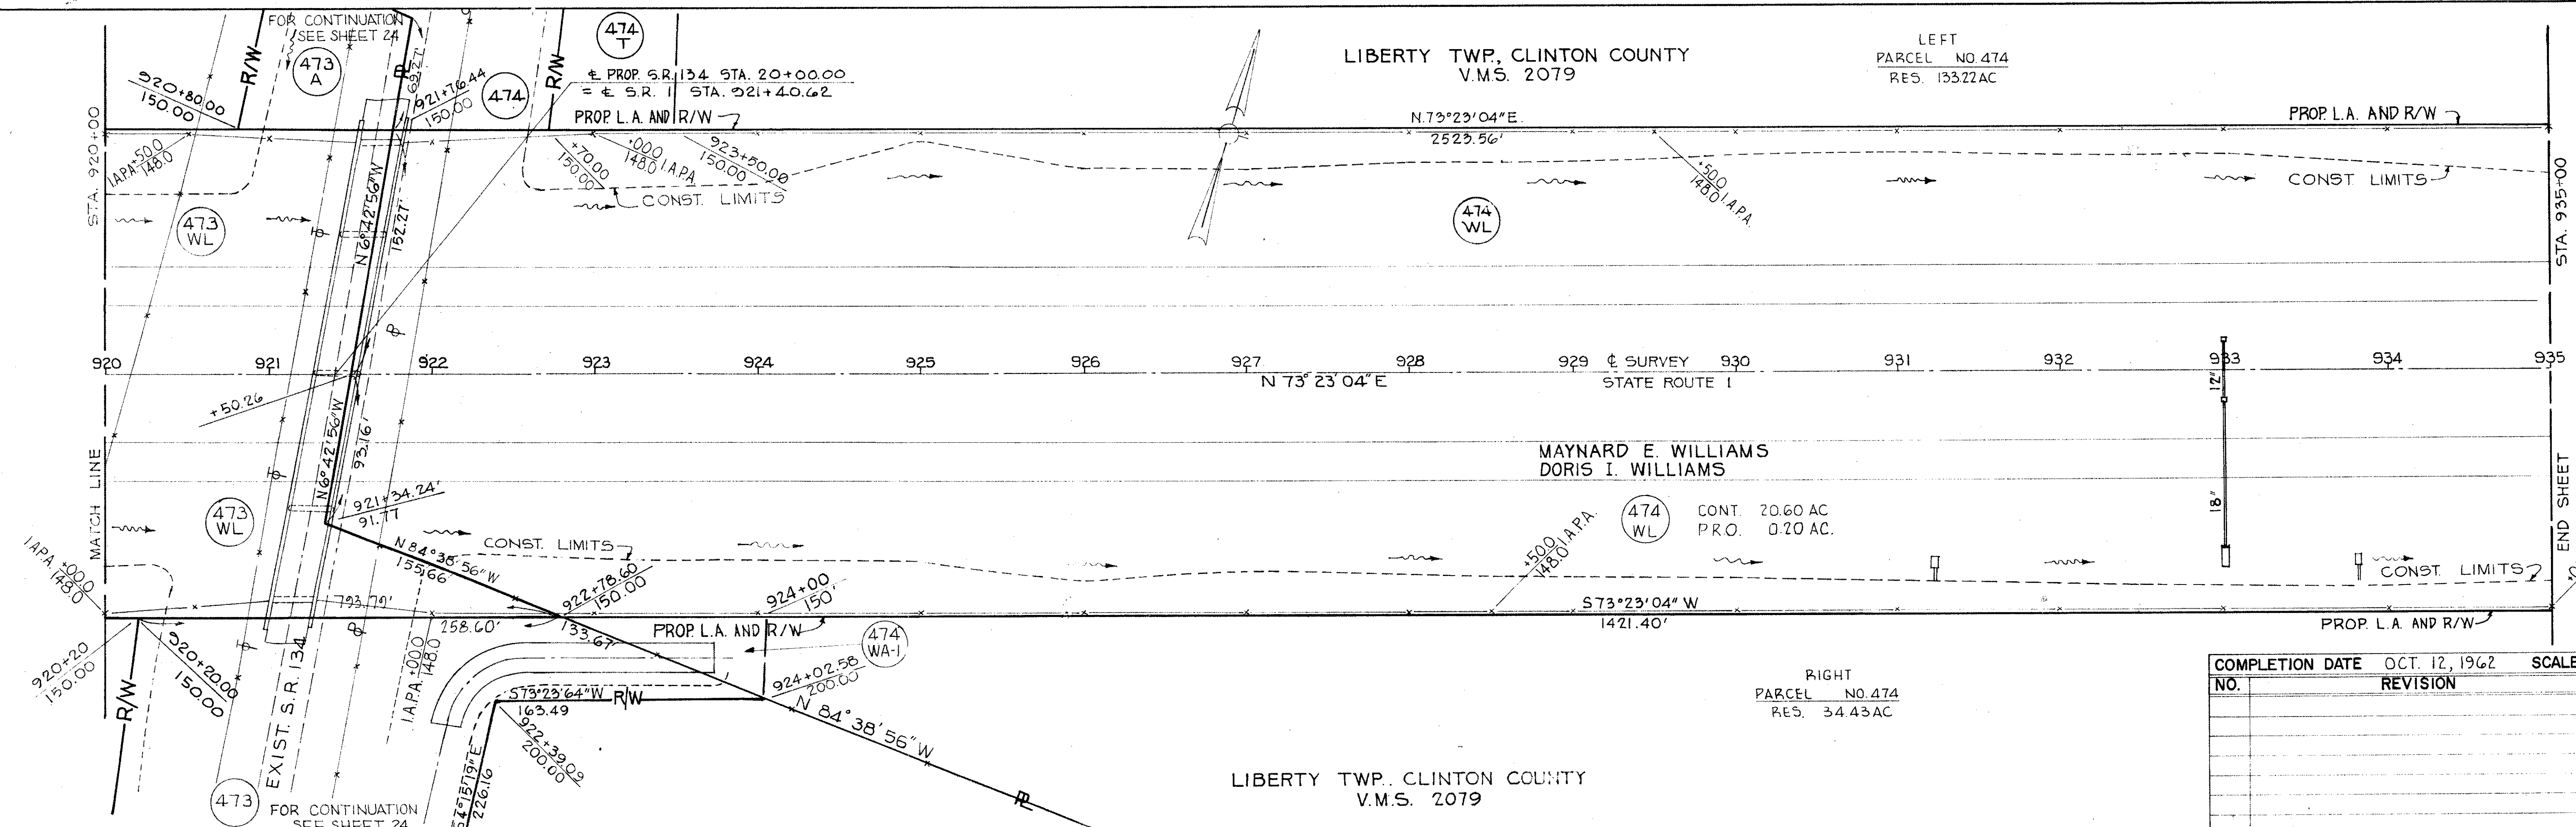 FOR CONTINUATION
SEE SHEET 24
473
A
R/W
920+80.00
150.00
STA. 920+00
I.A.P.A. +50.0
148.0
PL
69.27'
921+76.44
150.00
474
R/W
474
T
℄ PROP. S.R. 134 STA. 20+00.00
= ℄ S.R. 1 STA. 921+40.62
PROP. L.A. AND R/W
+70.00
150.00
+00.0 I.A.P.A.
148.0
923+50.00
150.00
CONST. LIMITS
LIBERTY TWP., CLINTON COUNTY
V.M.S. 2079
LEFT
PARCEL NO. 474
RES. 133.22 AC
N.73°23'04"E.
2523.56'
PROP. L.A. AND R/W
+50.0 I.A.P.A.
148.0
CONST. LIMITS
STA. 935+00
473
WL
N 6°42'56"W
152.27'
474
WL
920 921 922 923 924 925 926 927 928 929 ℄ SURVEY 930 931 932 933 934 935
N 73° 23' 04" E
STATE ROUTE 1
+50.26
12"
18"
N 6°42'56"W
93.16'
MAYNARD E. WILLIAMS
DORIS I. WILLIAMS
474
WL
CONT. 20.60 AC
P.R.O. 0.20 AC.
MATCH LINE
473
WL
921+34.24'
91.77
N 84°38'56"W
155.66'
CONST. LIMITS
+50.0 I.A.P.A.
148.0
END SHEET
CONST. LIMITS
I.A.P.A. +00.0
148.0
793.79'
922+78.60
150.00
924+00
150'
S73°23'04" W
1421.40'
258.60'
133.67'
PROP. L.A. AND R/W
PROP. L.A. AND R/W
474
WA-1
920+20
150.00
920+20.00
150.00
R/W
EXIST. S.R. 134
I.A.P.A. +00.0
148.0
924+02.58
200.00
S73°23'64"W R/W
163.49
922+39.09
200.00
226.16
N 84° 38' 56" W
PL
473
FOR CONTINUATION
SEE SHEET 24
LIBERTY TWP., CLINTON COUNTY
V.M.S. 2079
RIGHT
PARCEL NO. 474
RES. 34.43 AC
COMPLETION DATE OCT. 12, 1962 SCALE
NO. REVISION